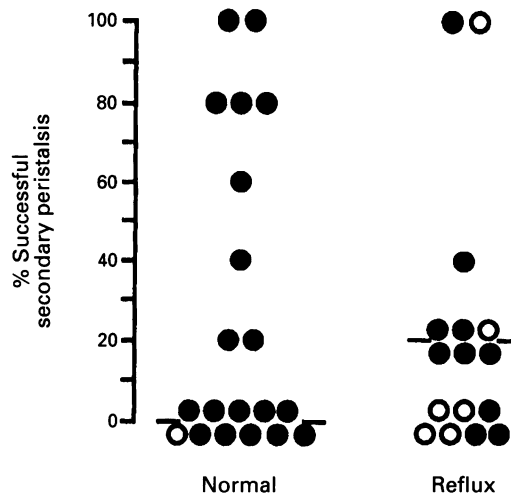 % Successful
secondary peristalsis
100
80
60
40
20
0
Normal
Reflux